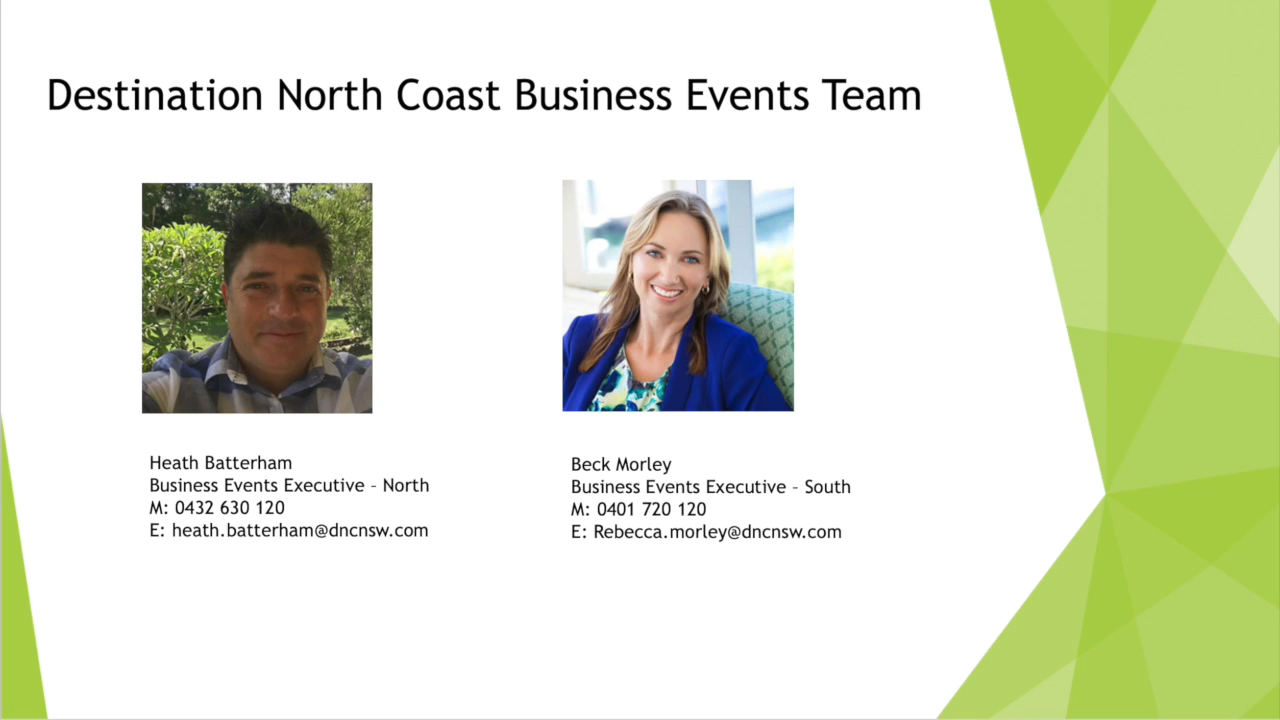 Destination North Coast Business Events Team
Heath Batterham
Business Events Executive – North
M: 0432 630 120
E: heath.batterham@dncnsw.com
Beck Morley
Business Events Executive – South
M: 0401 720 120
E: Rebecca.morley@dncnsw.com